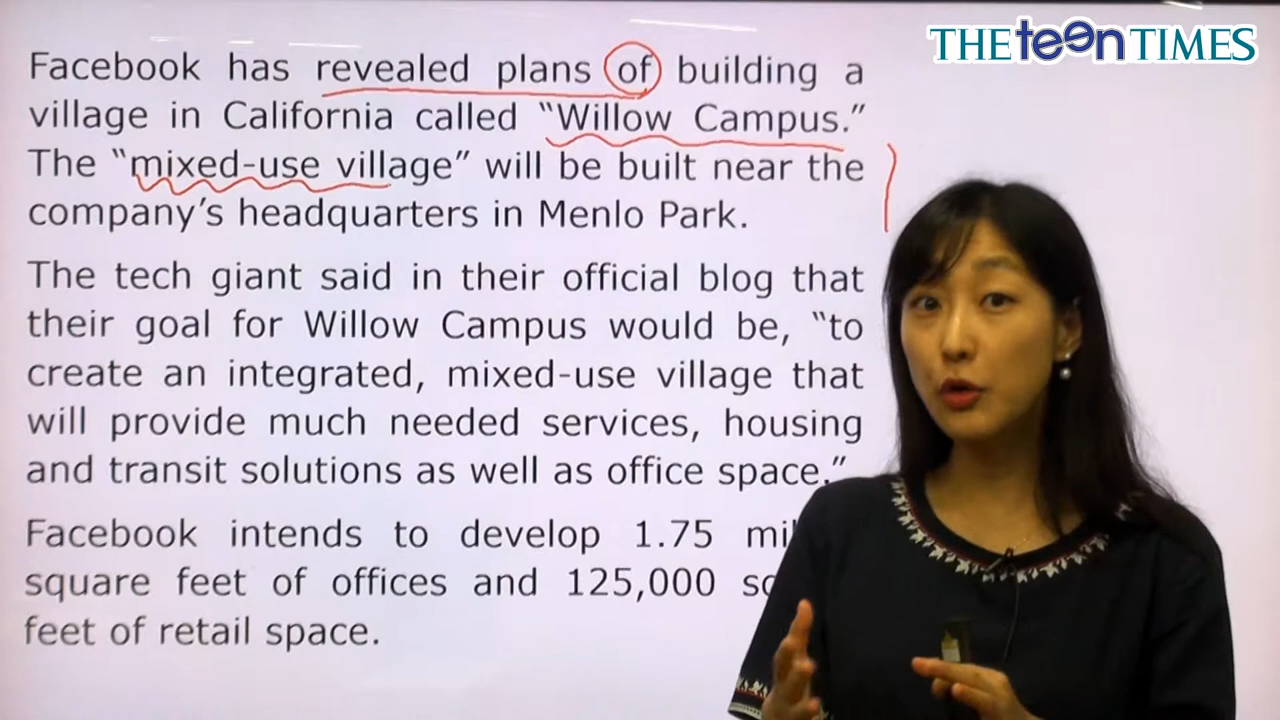 THE teen TIMES
Facebook has revealed plans of building a
village in California called “Willow Campus.”
The “mixed-use village” will be built near the
company’s headquarters in Menlo Park.
The tech giant said in their official blog that
their goal for Willow Campus would be, “to
create an integrated, mixed-use village that
will provide much needed services, housing
and transit solutions as well as office space.”
Facebook intends to develop 1.75
square feet of offices and 125,000
feet of retail space.